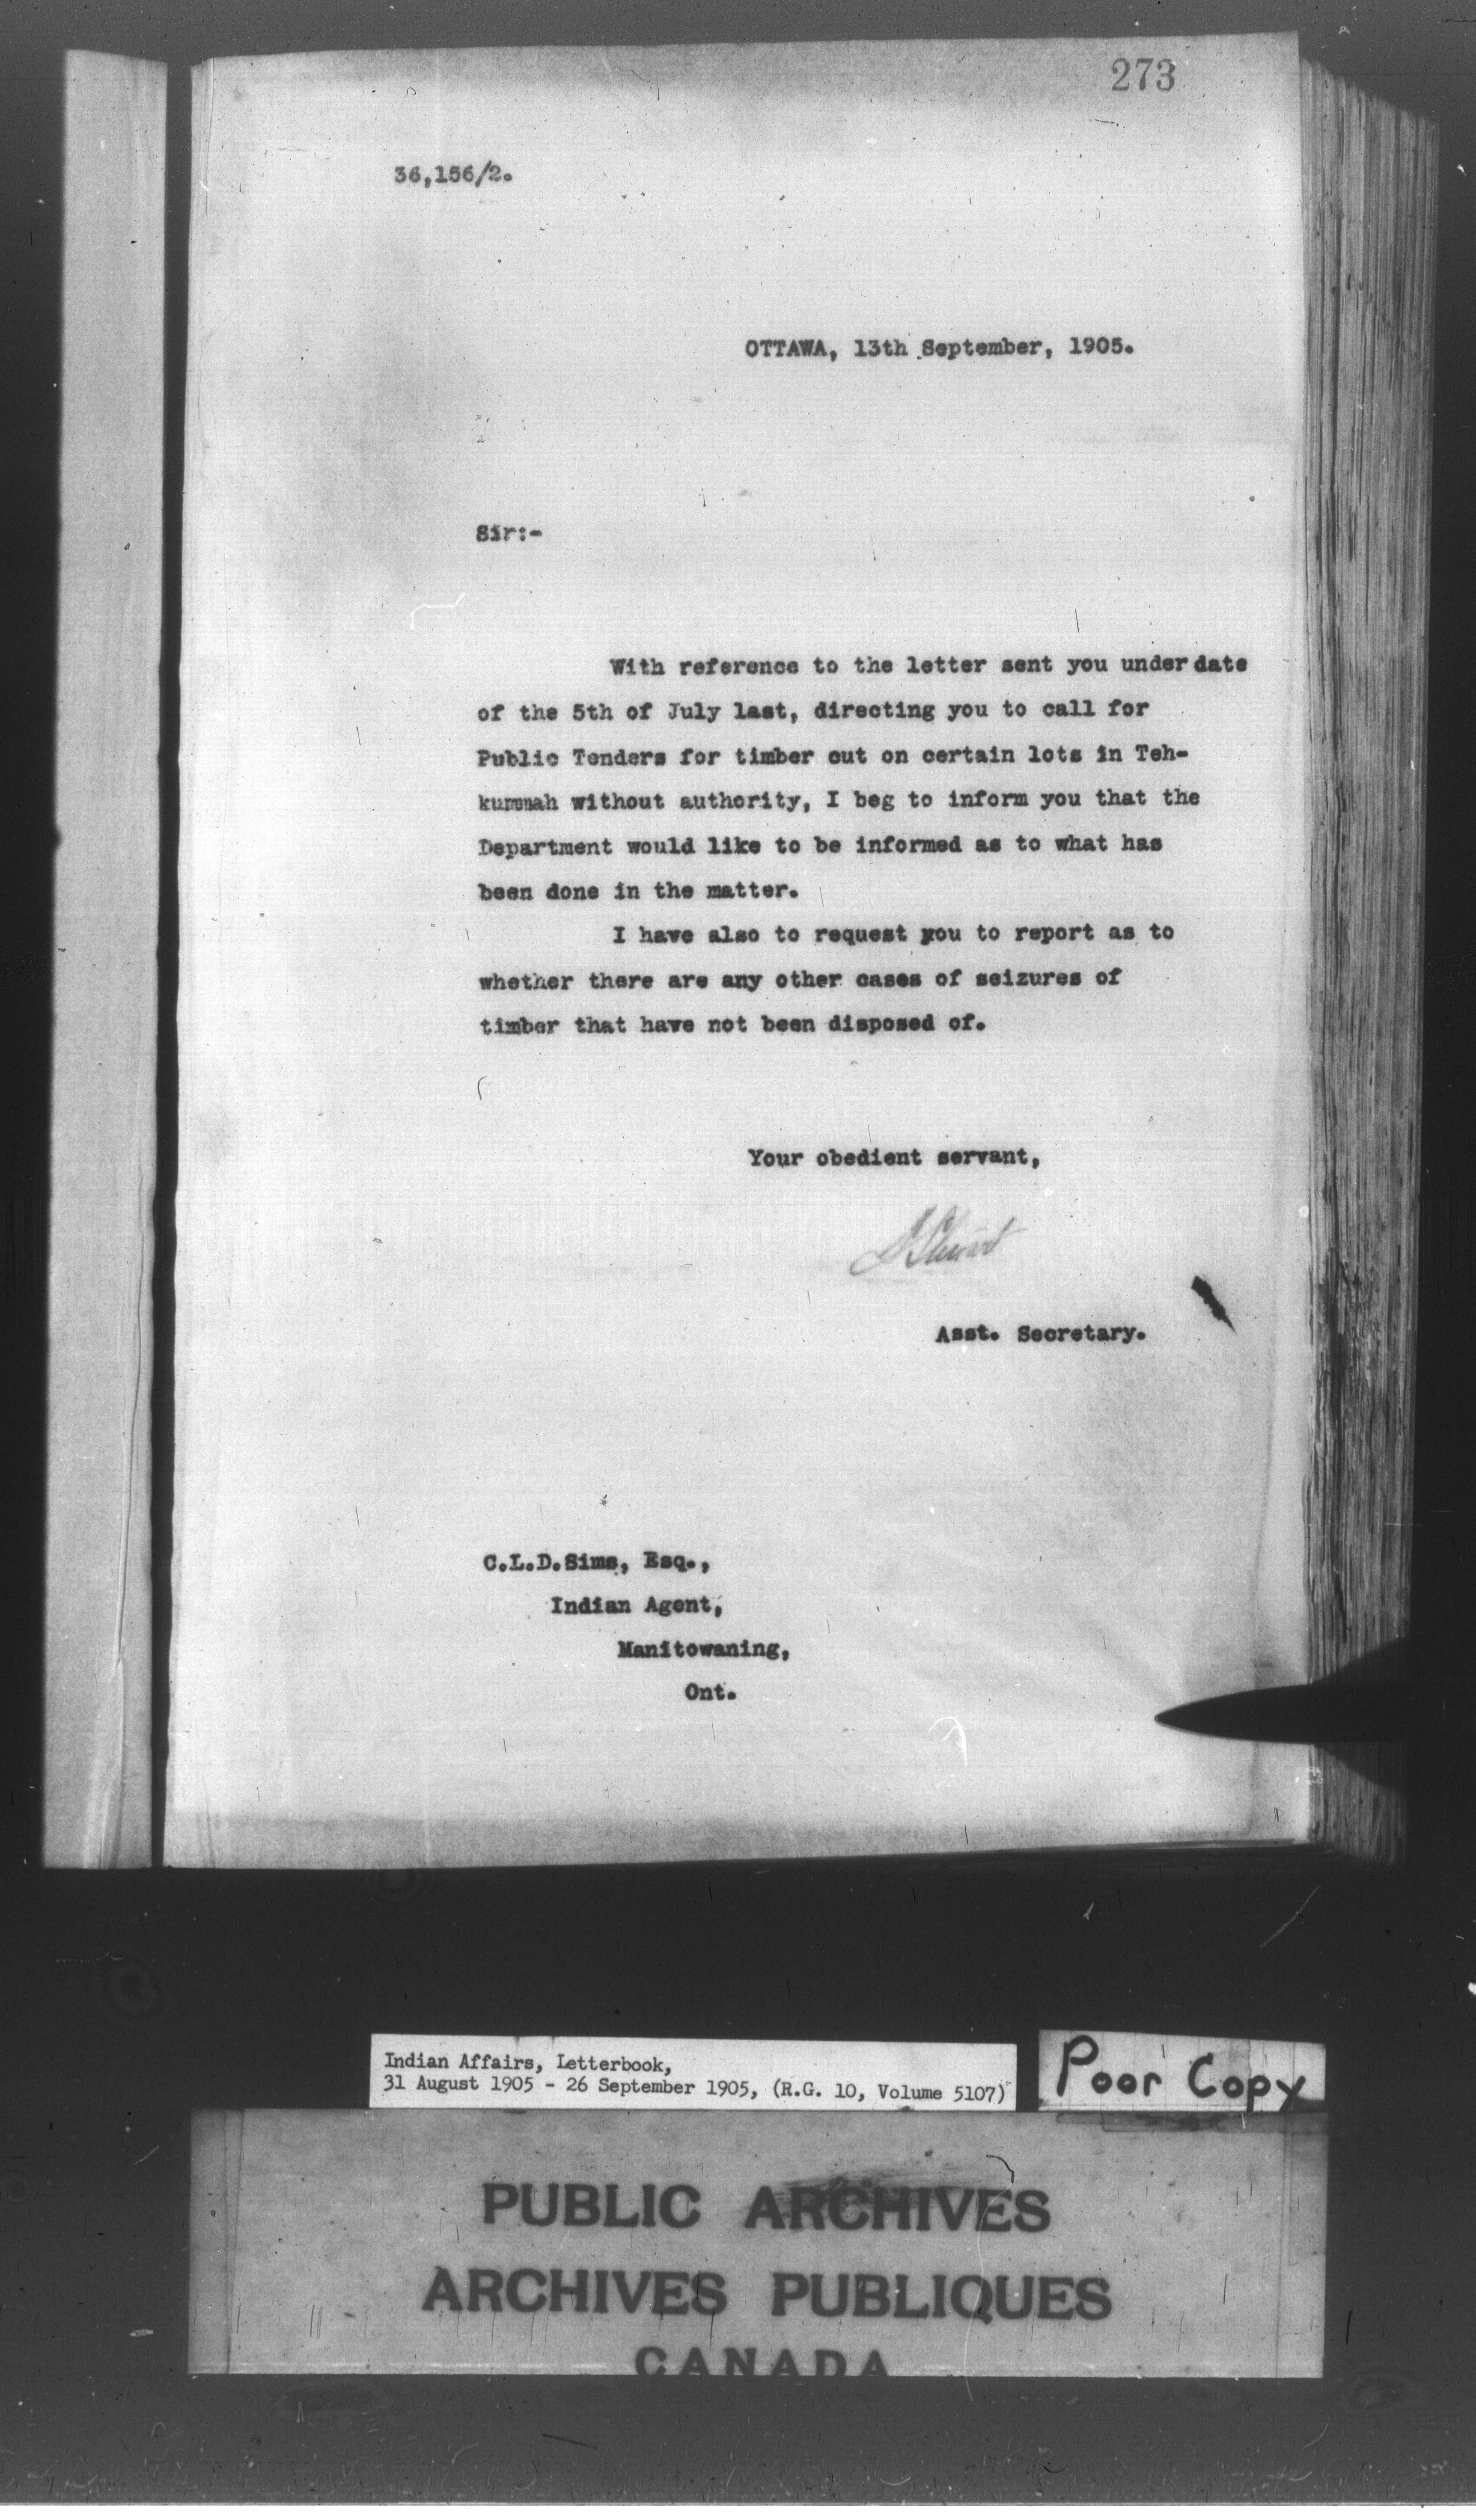 273
36,156/2.
OTTAWA, 13th September, 1905.
Sir:-
With reference to the letter sent you under date
of the 5th of July last, directing you to call for
Public Tenders for timber cut on certain lots in Teh-
kummah without authority, I beg to inform you that the
Department would like to be informed as to what has
been done in the matter.
I have also to request you to report as to
whether there are any other cases of seizures of
timber that have not been disposed of.
Your obedient servant,
Stewart
Asst. Secretary.
C.L.D.Sims, Esq.,
Indian Agent,
Manitowaning,
Ont.
Indian Affairs, Letterbook,
31 August 1905 - 26 September 1905, (R.G. 10, Volume 5107)
Poor Copy
PUBLIC ARCHIVES
ARCHIVES PUBLIQUES
CANADA